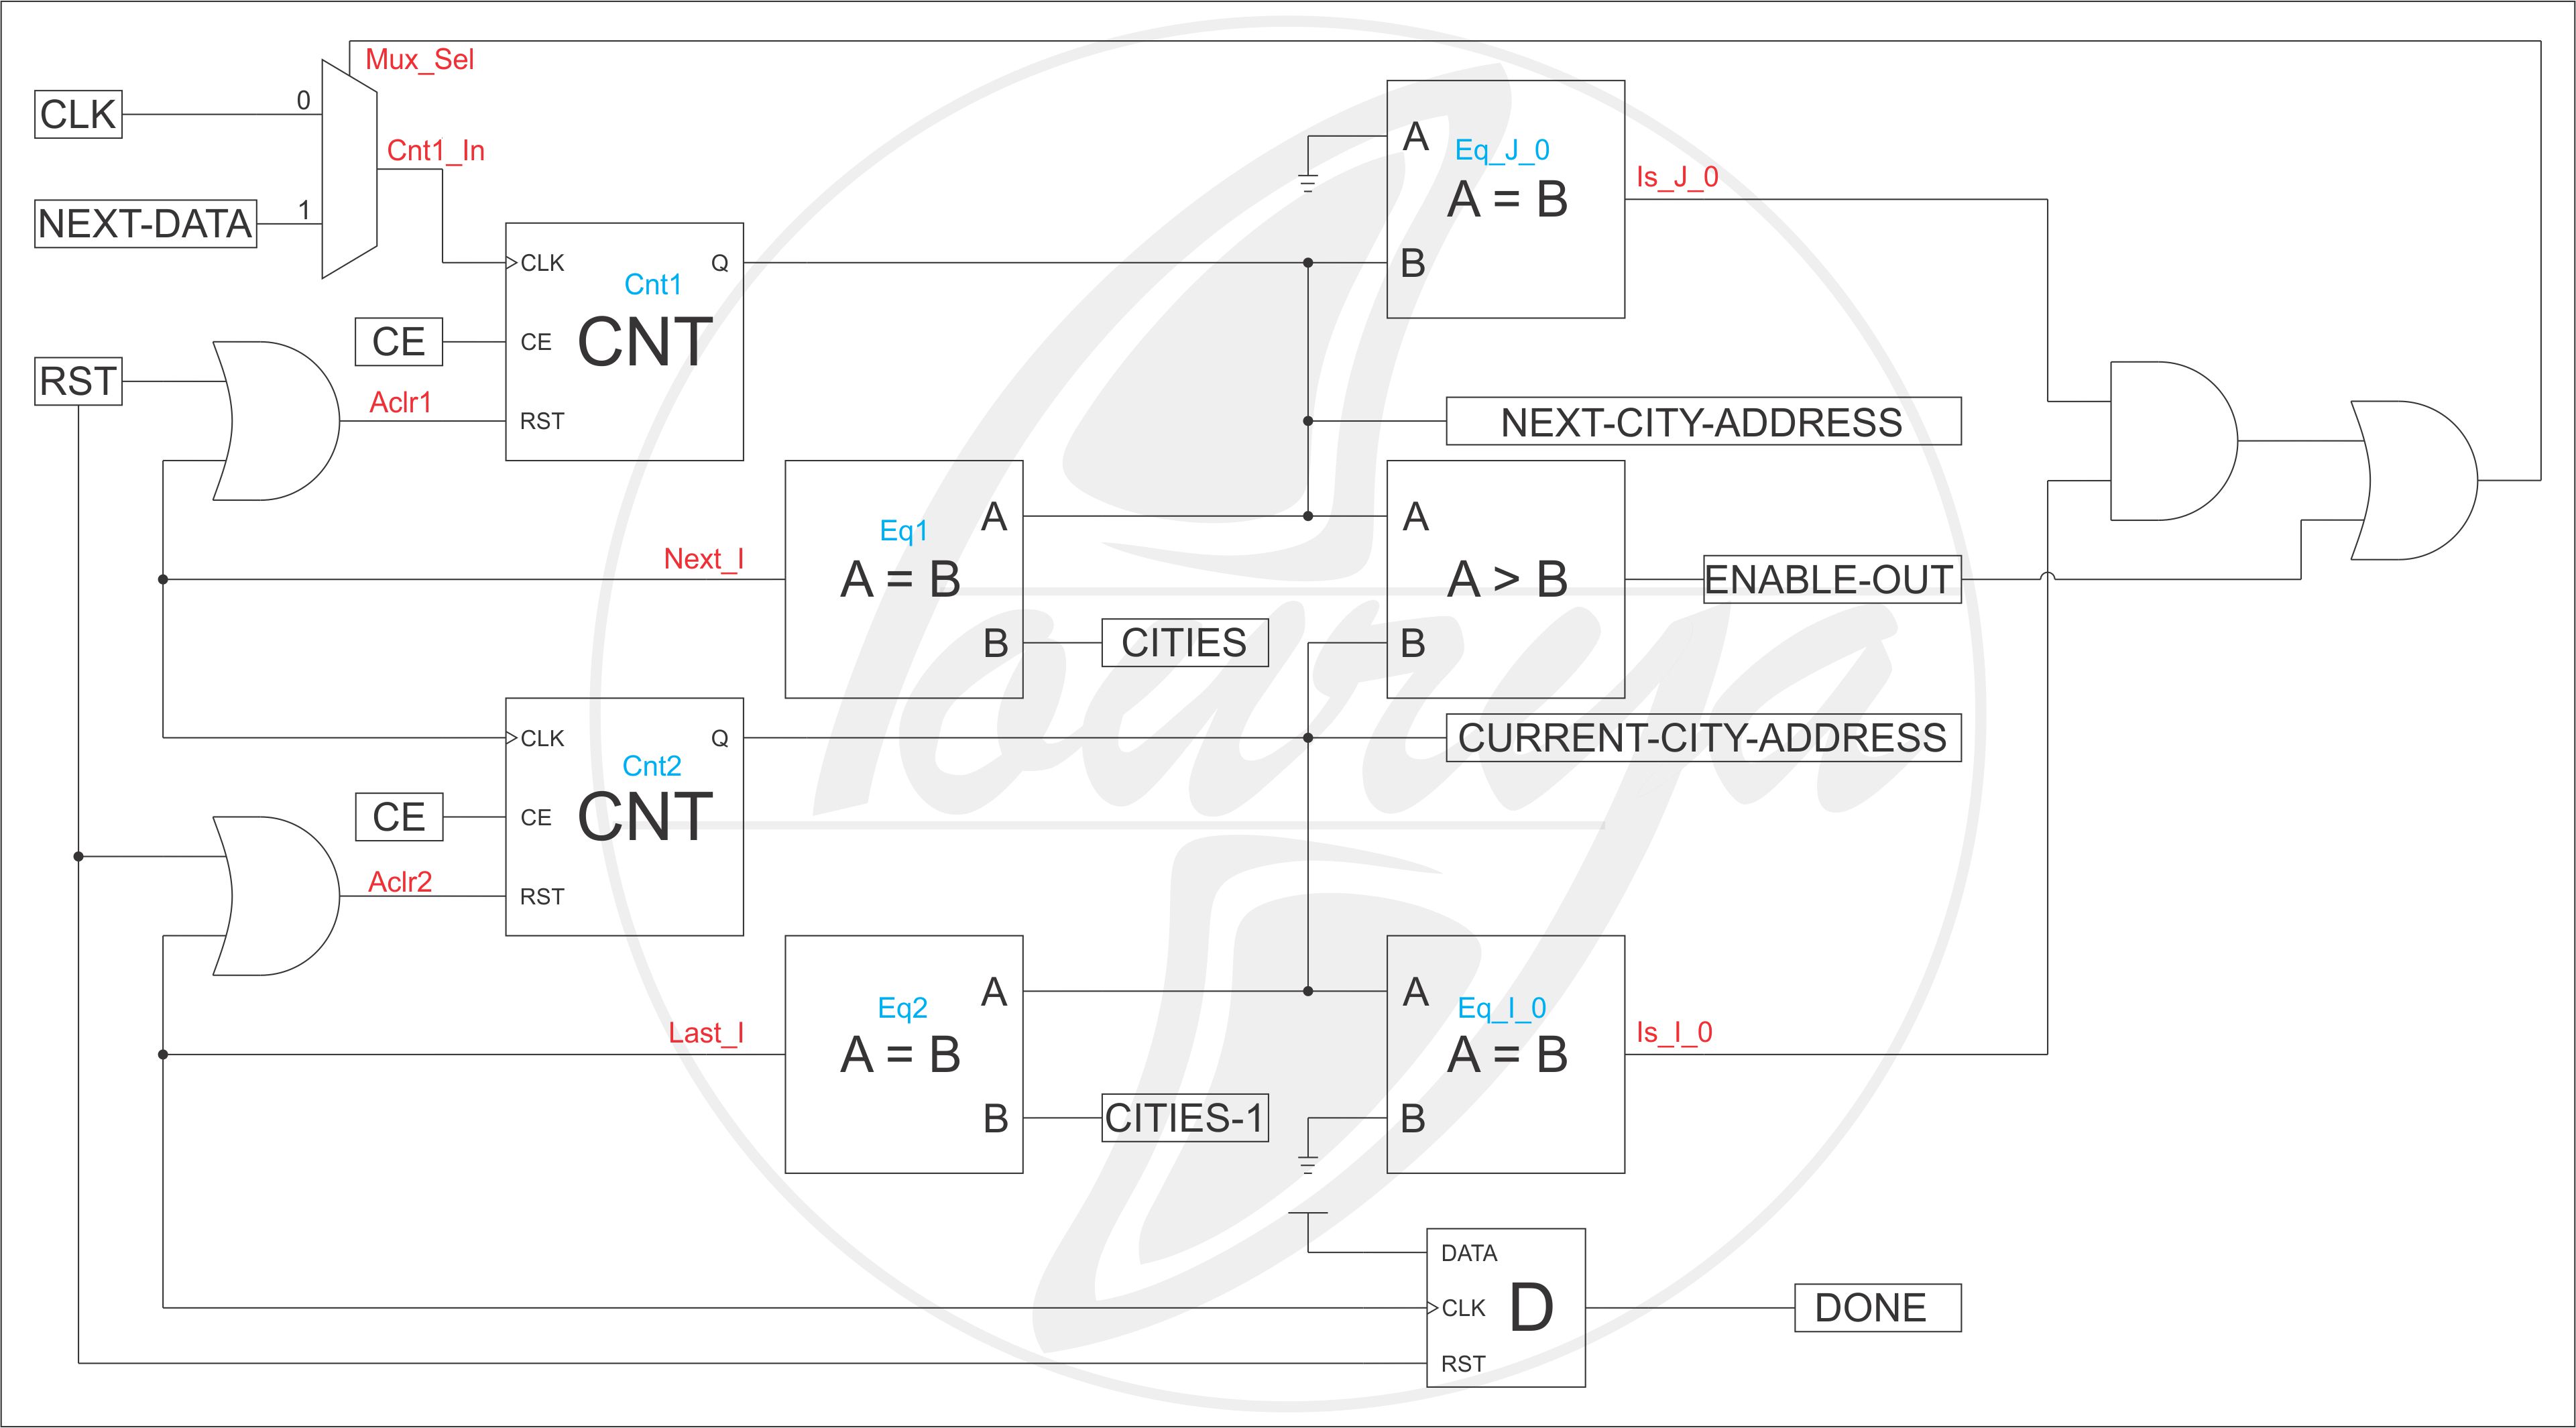 Mux_Sel
CLK
0
Cnt1_In
NEXT-DATA
1
CLK
Q
Cnt1
CE
CE
CNT
RST
Aclr1
RST
A
Eq_J_0
A = B
Is_J_0
B
NEXT-CITY-ADDRESS
Eq1
A
A = B
Next_I
B
CITIES
A
A > B
B
ENABLE-OUT
CLK
Q
Cnt2
CE
CE
CNT
Aclr2
RST
CURRENT-CITY-ADDRESS
Eq2
A
A = B
Last_I
B
CITIES-1
A
Eq_I_0
A = B
Is_I_0
B
DATA
CLK
D
RST
DONE